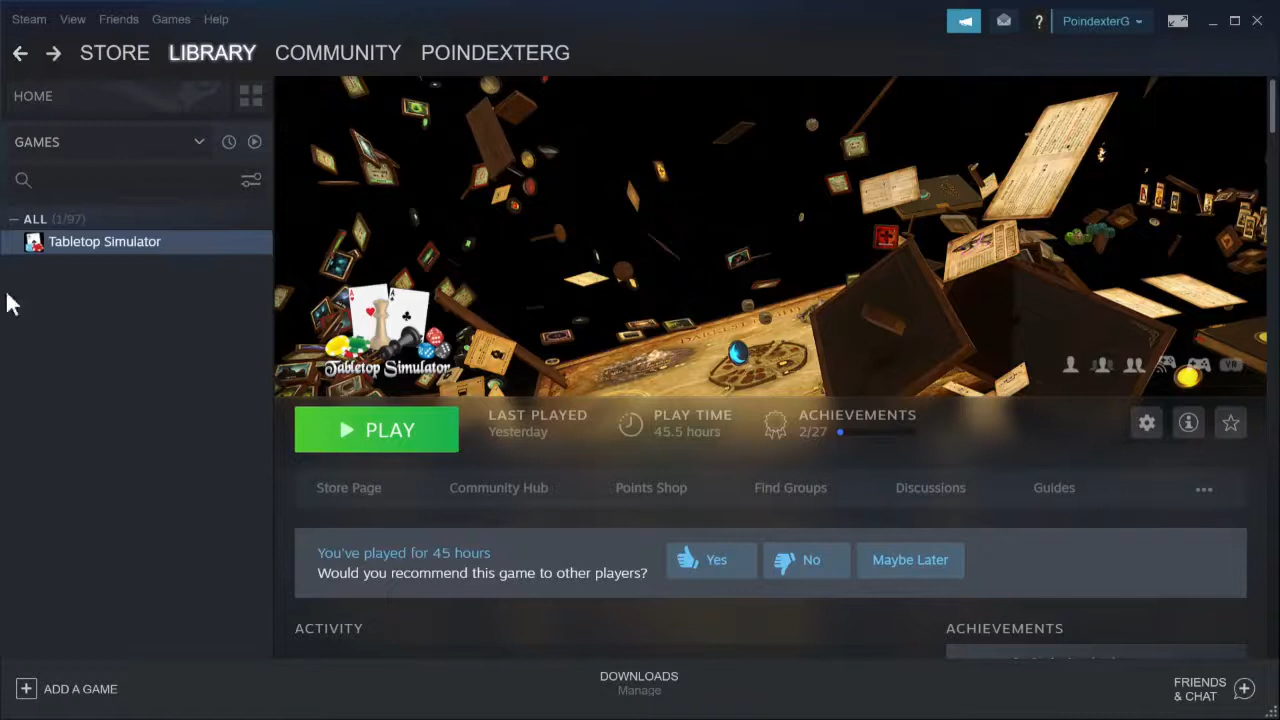 Steam View Friends Games Help
PoindexterG
STORE LIBRARY COMMUNITY POINDEXTERG
HOME
GAMES
ALL (1/97)
Tabletop Simulator
Tabletop Simulator
PLAY
LAST PLAYED
Yesterday
PLAY TIME
45.5 hours
ACHIEVEMENTS
2/27
Store Page Community Hub Points Shop Find Groups Discussions Guides
You've played for 45 hours
Would you recommend this game to other players?
Yes No Maybe Later
ACTIVITY
ACHIEVEMENTS
ADD A GAME
DOWNLOADS
Manage
FRIENDS
& CHAT